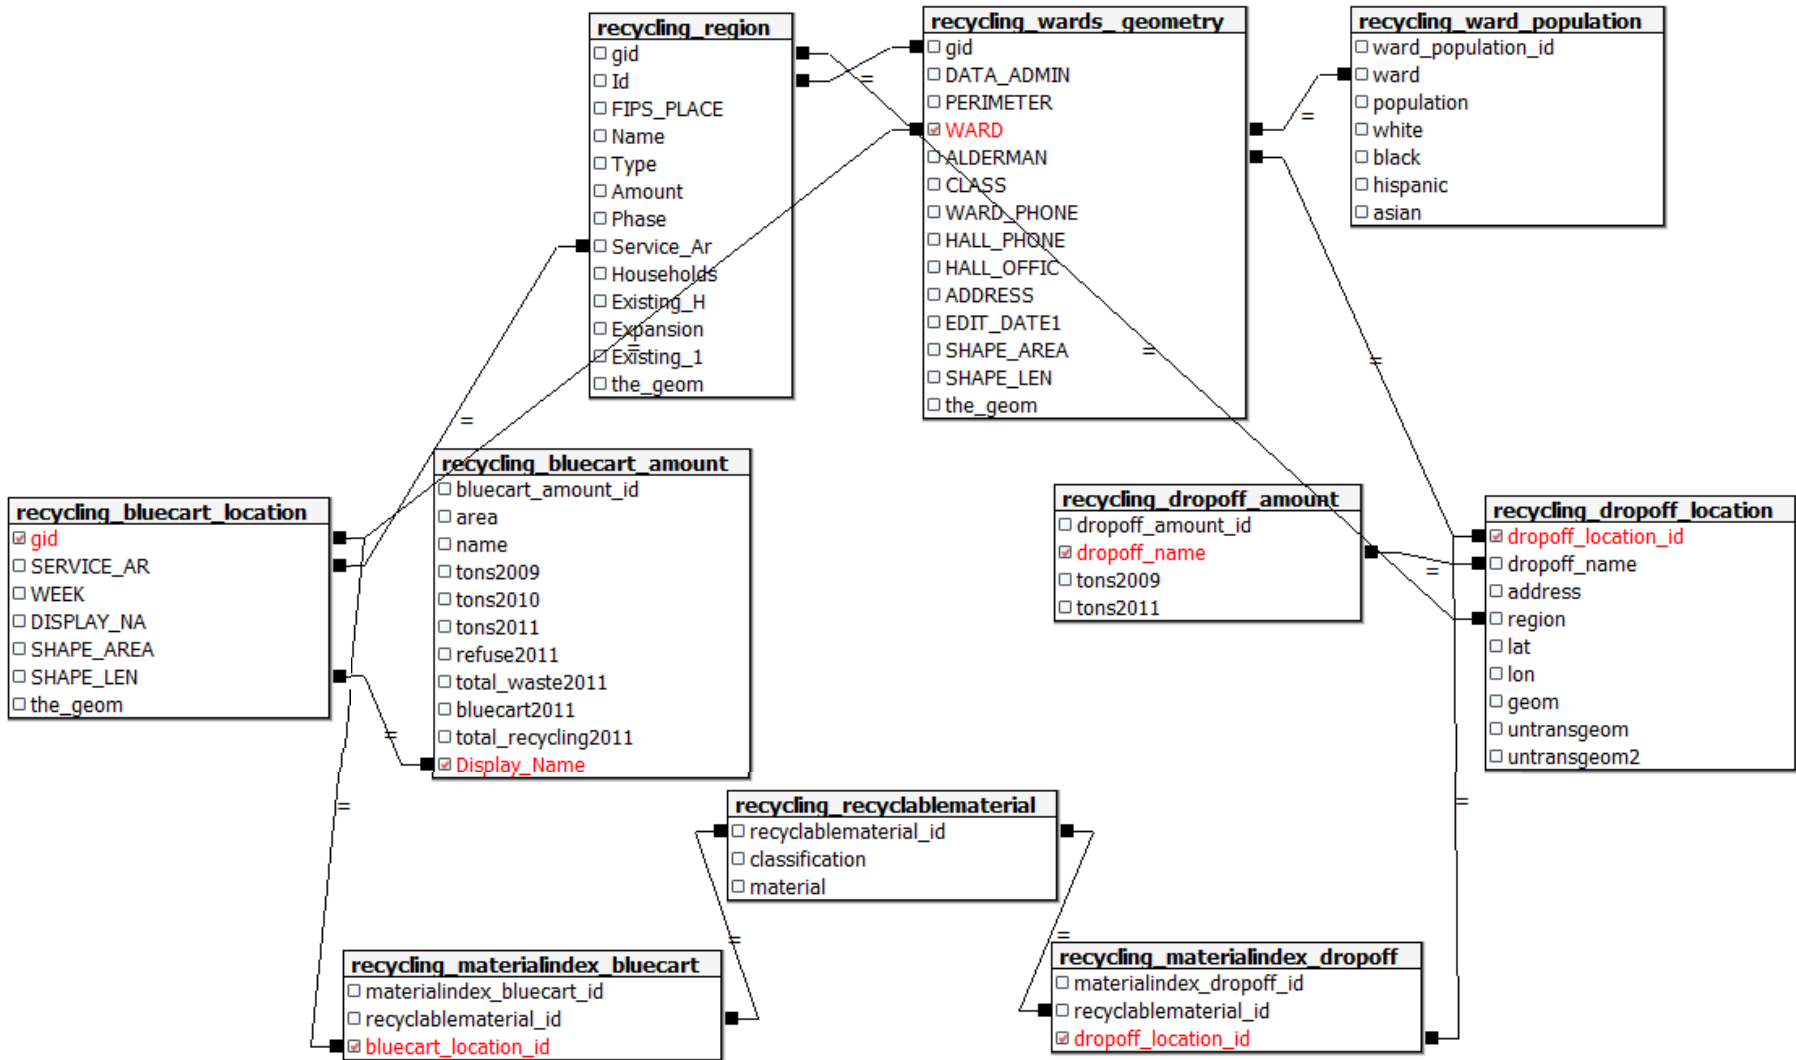 recycling_region
gid
Id
FIPS_PLACE
Name
Type
Amount
Phase
Service_Ar
Households
Existing_H
Expansion
Existing_1
the_geom
recycling_wards_ geometry
gid
DATA_ADMIN
PERIMETER
WARD
ALDERMAN
CLASS
WARD_PHONE
HALL_PHONE
HALL_OFFIC
ADDRESS
EDIT_DATE1
SHAPE_AREA
SHAPE_LEN
the_geom
recycling_ward_population
ward_population_id
ward
population
white
black
hispanic
asian
=
=
=
=
=
=
recycling_bluecart_location
gid
SERVICE_AR
WEEK
DISPLAY_NA
SHAPE_AREA
SHAPE_LEN
the_geom
recycling_bluecart_amount
bluecart_amount_id
area
name
tons2009
tons2010
tons2011
refuse2011
total_waste2011
bluecart2011
total_recycling2011
Display_Name
recycling_dropoff_amount
dropoff_amount_id
dropoff_name
tons2009
tons2011
recycling_dropoff_location
dropoff_location_id
dropoff_name
address
region
lat
lon
geom
untransgeom
untransgeom2
=
=
=
=
recycling_recyclablematerial
recyclablematerial_id
classification
material
=
=
recycling_materialindex_bluecart
materialindex_bluecart_id
recyclablematerial_id
bluecart_location_id
recycling_materialindex_dropoff
materialindex_dropoff_id
recyclablematerial_id
dropoff_location_id